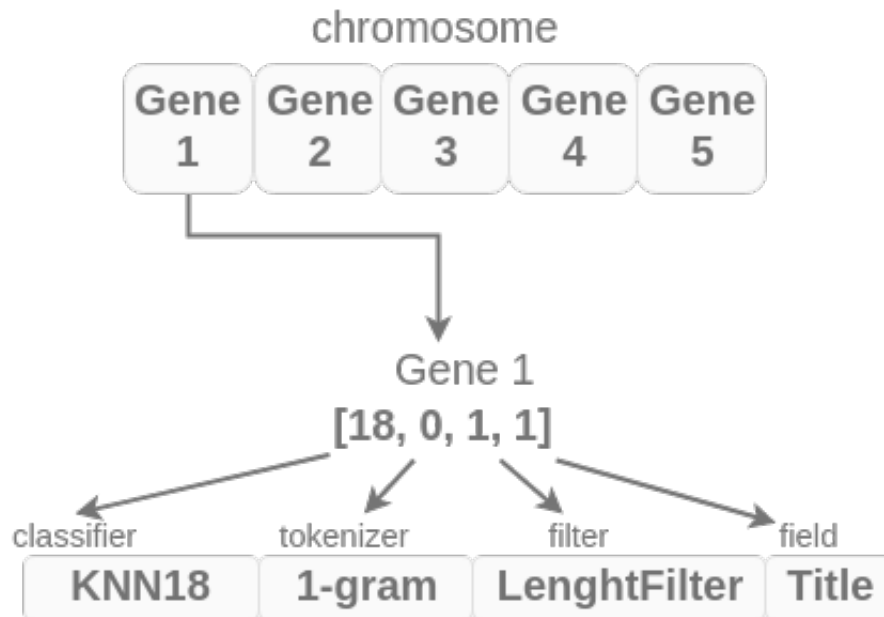 chromosome
Gene 1 Gene 2 Gene 3 Gene 4 Gene 5
Gene 1
[18, 0, 1, 1]
classifier tokenizer filter field
KNN18 1-gram LenghtFilter Title